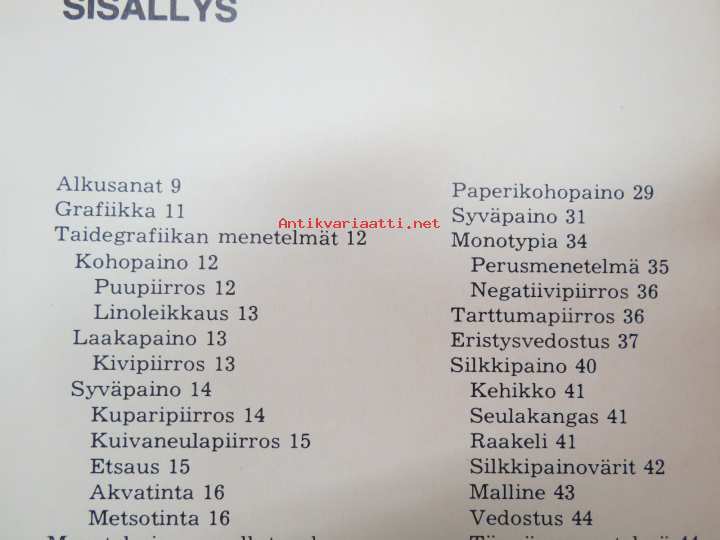 SISÄLLYS
Alkusanat 9
Grafiikka 11
Taidegrafiikan menetelmät 12
Kohopaino 12
Puupiirros 12
Linoleikkaus 13
Laakapaino 13
Kivipiirros 13
Syväpaino 14
Kuparipiirros 14
Kuivaneulapiirros 15
Etsaus 15
Akvatinta 16
Metsotinta 16
Paperikohopaino 29
Syväpaino 31
Monotypia 34
Perusmenetelmä 35
Negatiivipiirros 36
Tarttumapiirros 36
Eristysvedostus 37
Silkkipaino 40
Kehikko 41
Seulakangas 41
Raakeli 41
Silkkipainovärit 42
Malline 43
Vedostus 44
Antikvariaatti.net